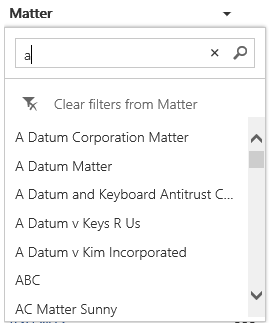 Matter
a
Clear filters from Matter
A Datum Corporation Matter
A Datum Matter
A Datum and Keyboard Antitrust C...
A Datum v Keys R Us
A Datum v Kim Incorporated
ABC
AC Matter Sunny